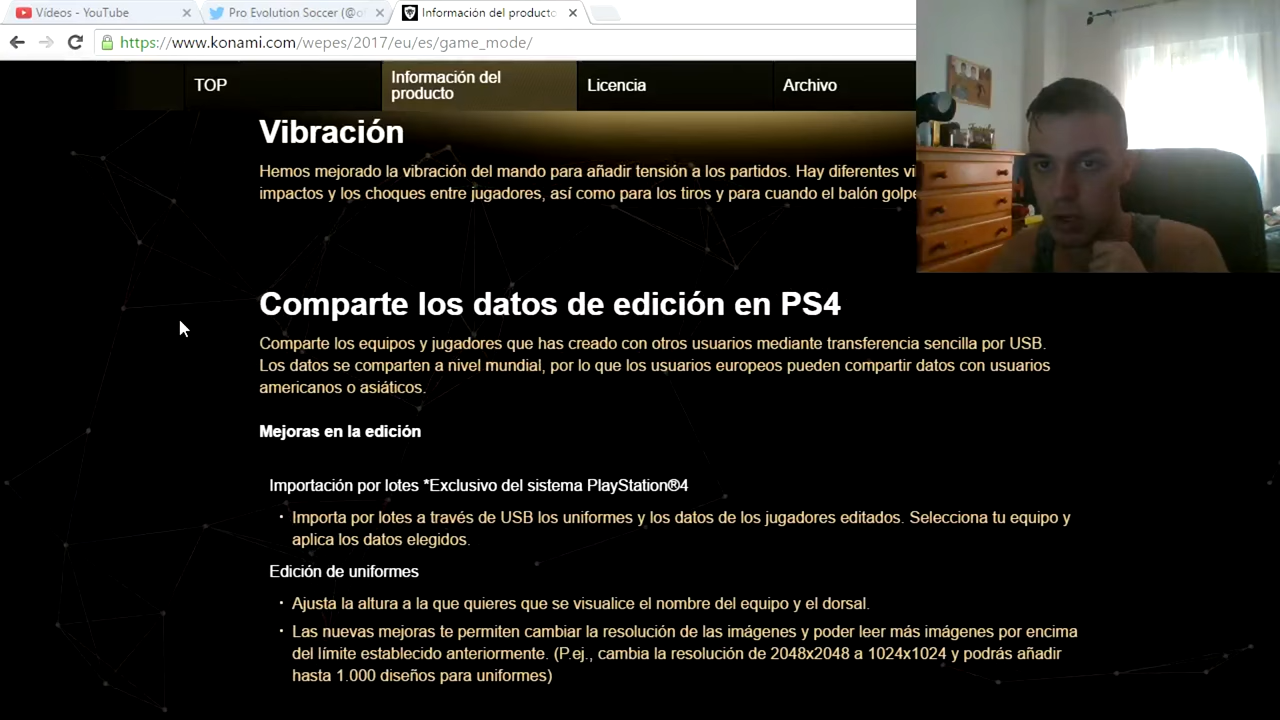 Vídeos - YouTube
Pro Evolution Soccer (@o
Información del producto
https://www.konami.com/wepes/2017/eu/es/game_mode/
TOP
Información del
producto
Licencia
Archivo
Vibración
Hemos mejorado la vibración del mando para añadir tensión a los partidos. Hay diferentes vi
impactos y los choques entre jugadores, así como para los tiros y para cuando el balón golpe
Comparte los datos de edición en PS4
Comparte los equipos y jugadores que has creado con otros usuarios mediante transferencia sencilla por USB.
Los datos se comparten a nivel mundial, por lo que los usuarios europeos pueden compartir datos con usuarios
americanos o asiáticos.
Mejoras en la edición
Importación por lotes *Exclusivo del sistema PlayStation®4
· Importa por lotes a través de USB los uniformes y los datos de los jugadores editados. Selecciona tu equipo y
aplica los datos elegidos.
Edición de uniformes
· Ajusta la altura a la que quieres que se visualice el nombre del equipo y el dorsal.
· Las nuevas mejoras te permiten cambiar la resolución de las imágenes y poder leer más imágenes por encima
del límite establecido anteriormente. (P.ej., cambia la resolución de 2048x2048 a 1024x1024 y podrás añadir
hasta 1.000 diseños para uniformes)